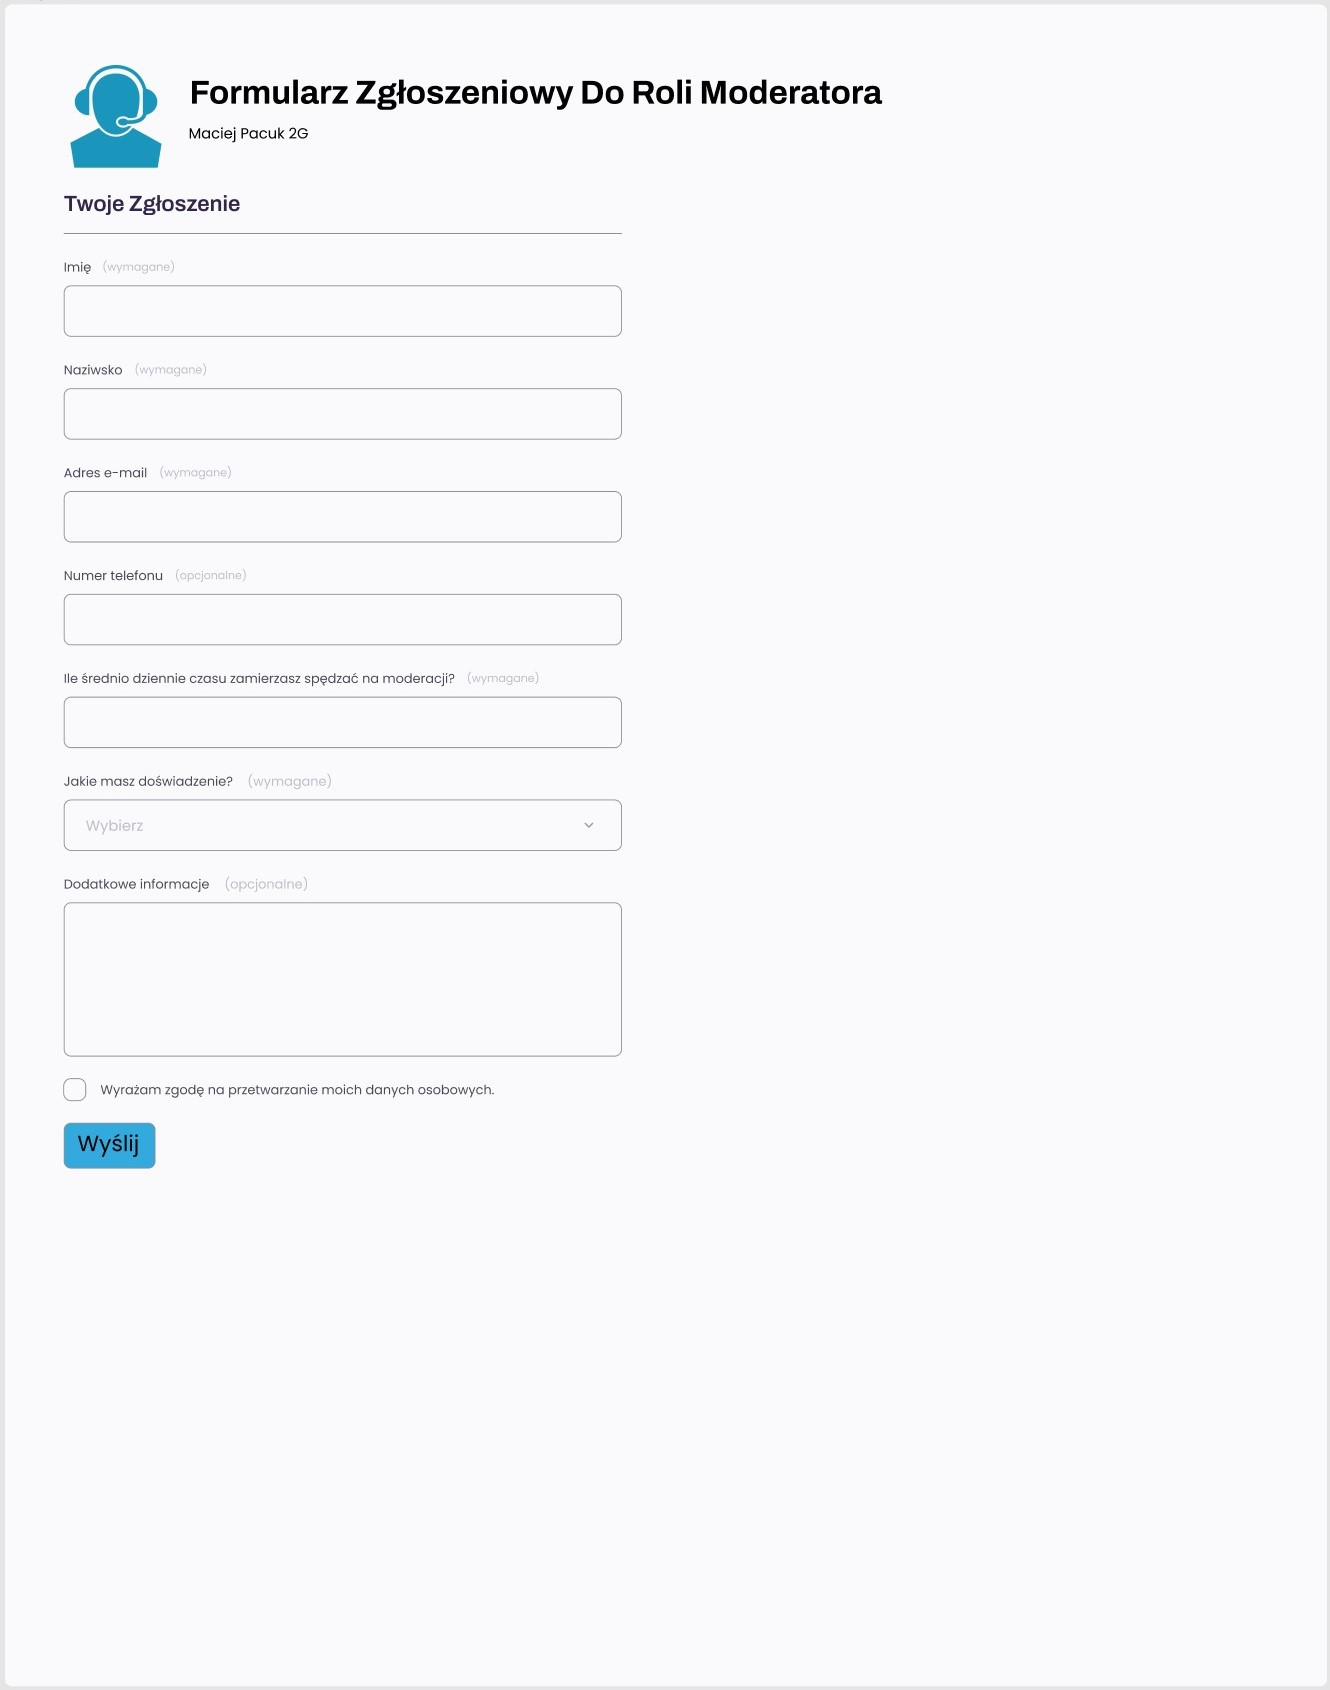 Formularz Zgłoszeniowy Do Roli Moderatora
Maciej Pacuk 2G
Twoje Zgłoszenie
Imię (wymagane)
Naziwsko (wymagane)
Adres e-mail (wymagane)
Numer telefonu (opcjonalne)
Ile średnio dziennie czasu zamierzasz spędzać na moderacji? (wymagane)
Jakie masz doświadzenie? (wymagane)
Wybierz
Dodatkowe informacje (opcjonalne)
Wyrażam zgodę na przetwarzanie moich danych osobowych.
Wyślij